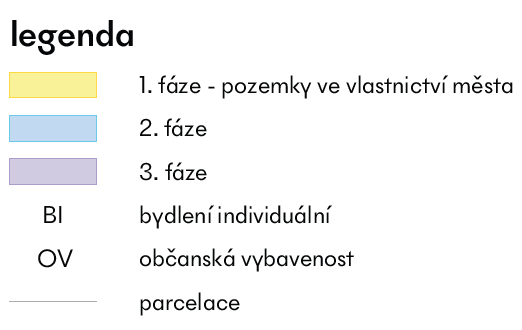 legenda
1. fáze - pozemky ve vlastnictví města
2. fáze
3. fáze
BI bydlení individuální
OV občanská vybavenost
parcelace